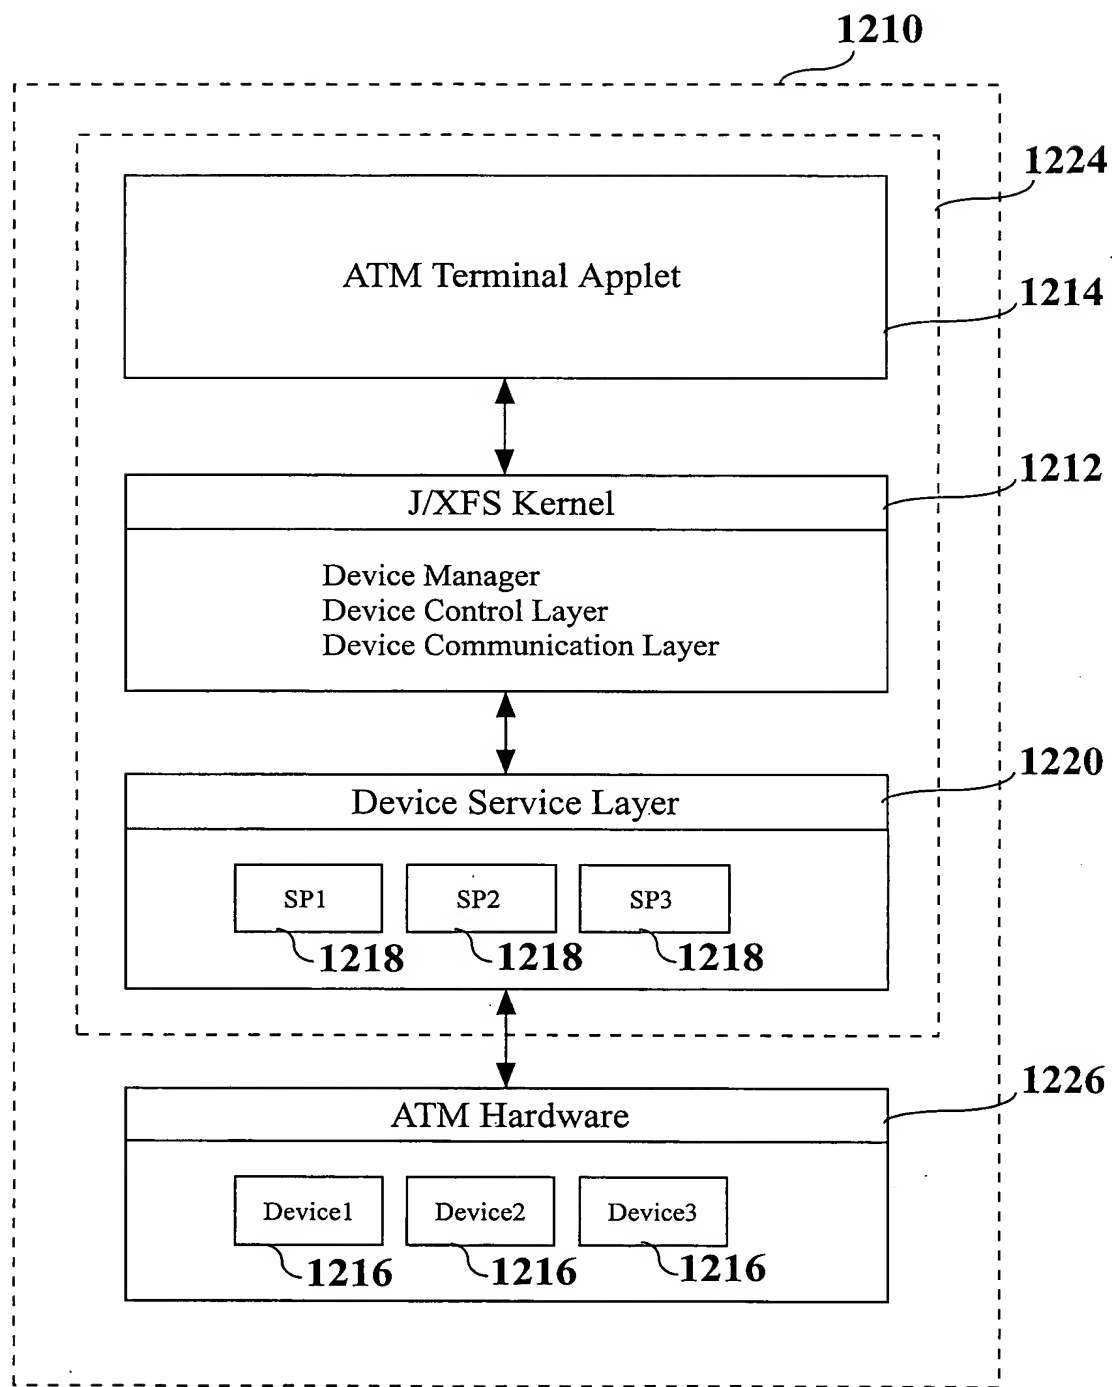 1210
1224
ATM Terminal Applet
1214
1212
J/XFS Kernel
Device Manager
Device Control Layer
Device Communication Layer
1220
Device Service Layer
SP1 SP2 SP3
1218 1218 1218
1226
ATM Hardware
Device1 Device2 Device3
1216 1216 1216